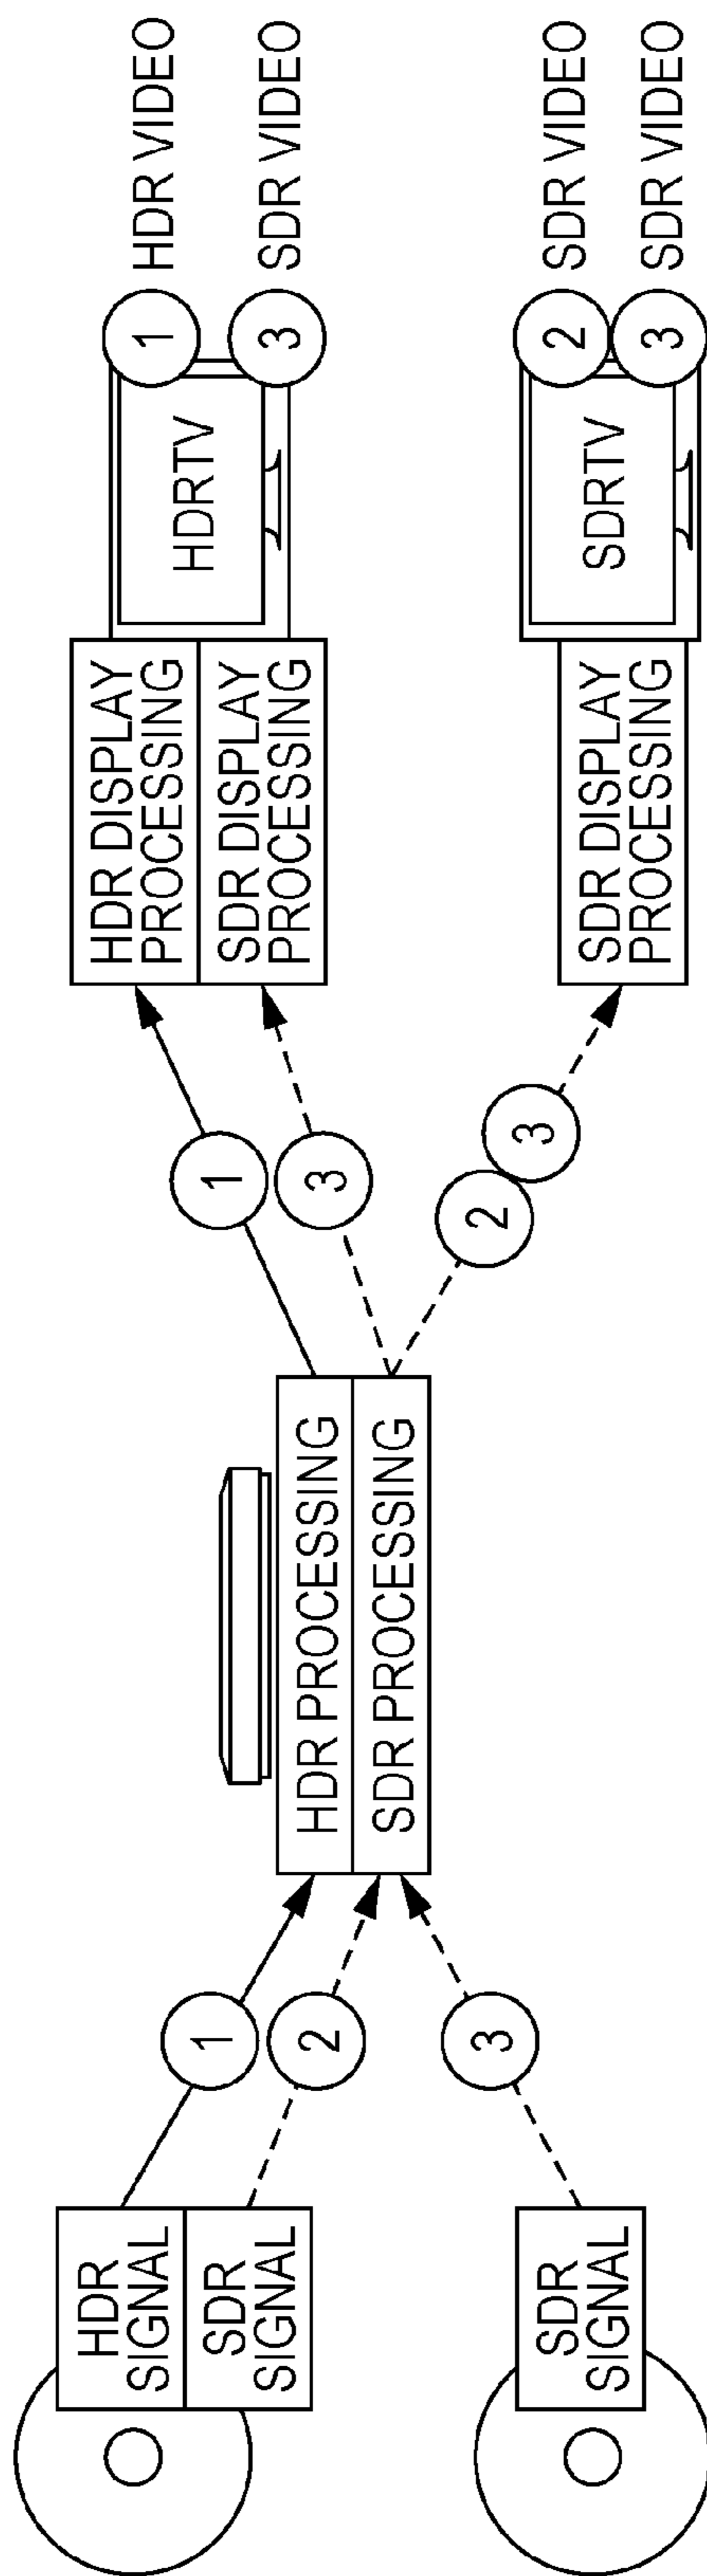 HDR
SIGNAL
SDR
SIGNAL
1
2
HDR PROCESSING
SDR PROCESSING
1
3
HDR DISPLAY
PROCESSING
SDR DISPLAY
PROCESSING
HDRTV
1
HDR VIDEO
3
SDR VIDEO
SDR
SIGNAL
3
2
3
SDR DISPLAY
PROCESSING
SDRTV
2
SDR VIDEO
3
SDR VIDEO